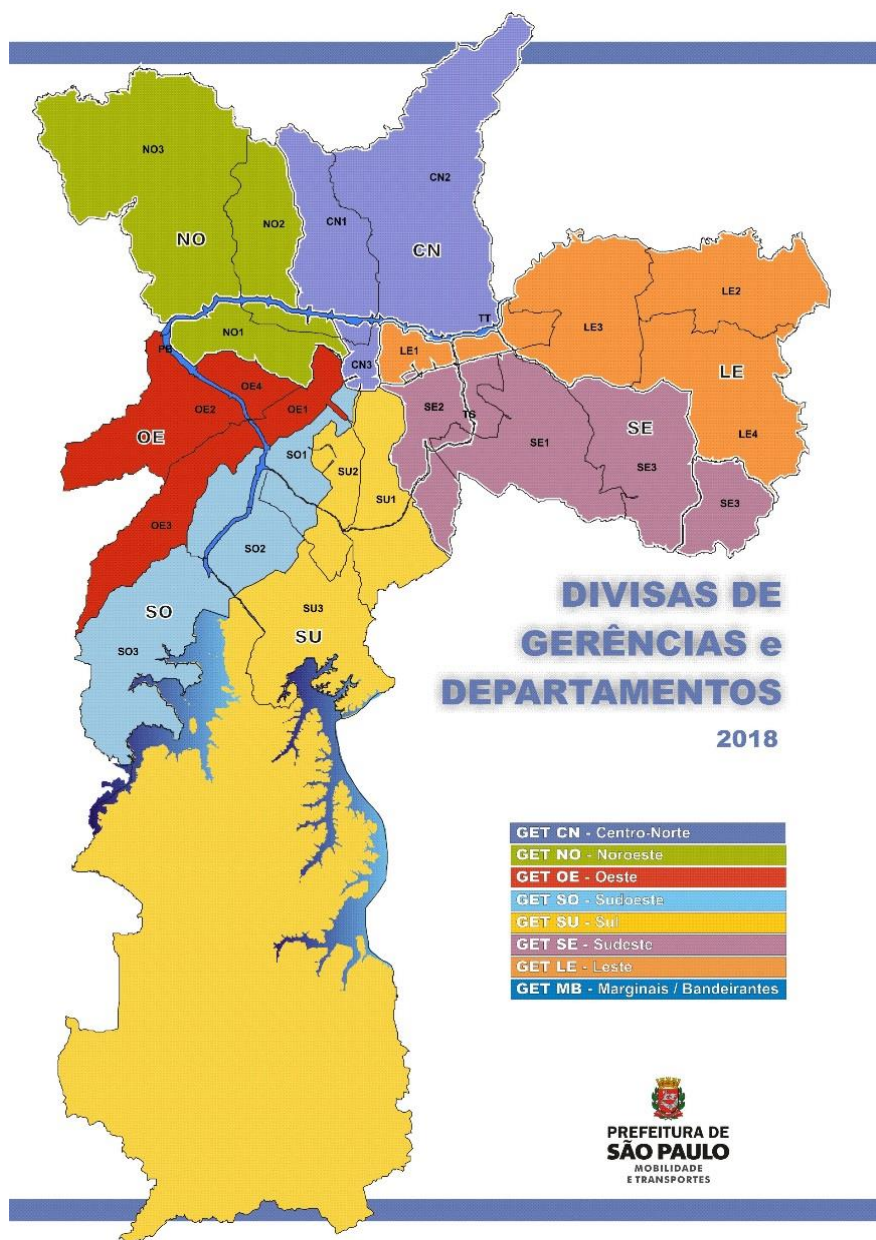 NO3
CN2
NO2
CN1
NO
CN
LE2
TT
LE3
NO1
PB
LE1
CN3
LE
OE4
OE2
OE1
SE2
TS
SE
OE
LE4
SE1
SO1
SE3
SU2
SU1
SE3
OE3
SO2
SO
SU3
SU
SO3
DIVISAS DE
GERÊNCIAS e
DEPARTAMENTOS
2018
GET CN - Centro-Norte
GET NO - Noroeste
GET OE - Oeste
GET SO - Sudoeste
GET SU - Sul
GET SE - Sudeste
GET LE - Leste
GET MB - Marginais / Bandeirantes
PREFEITURA DE
SÃO PAULO
MOBILIDADE
E TRANSPORTES